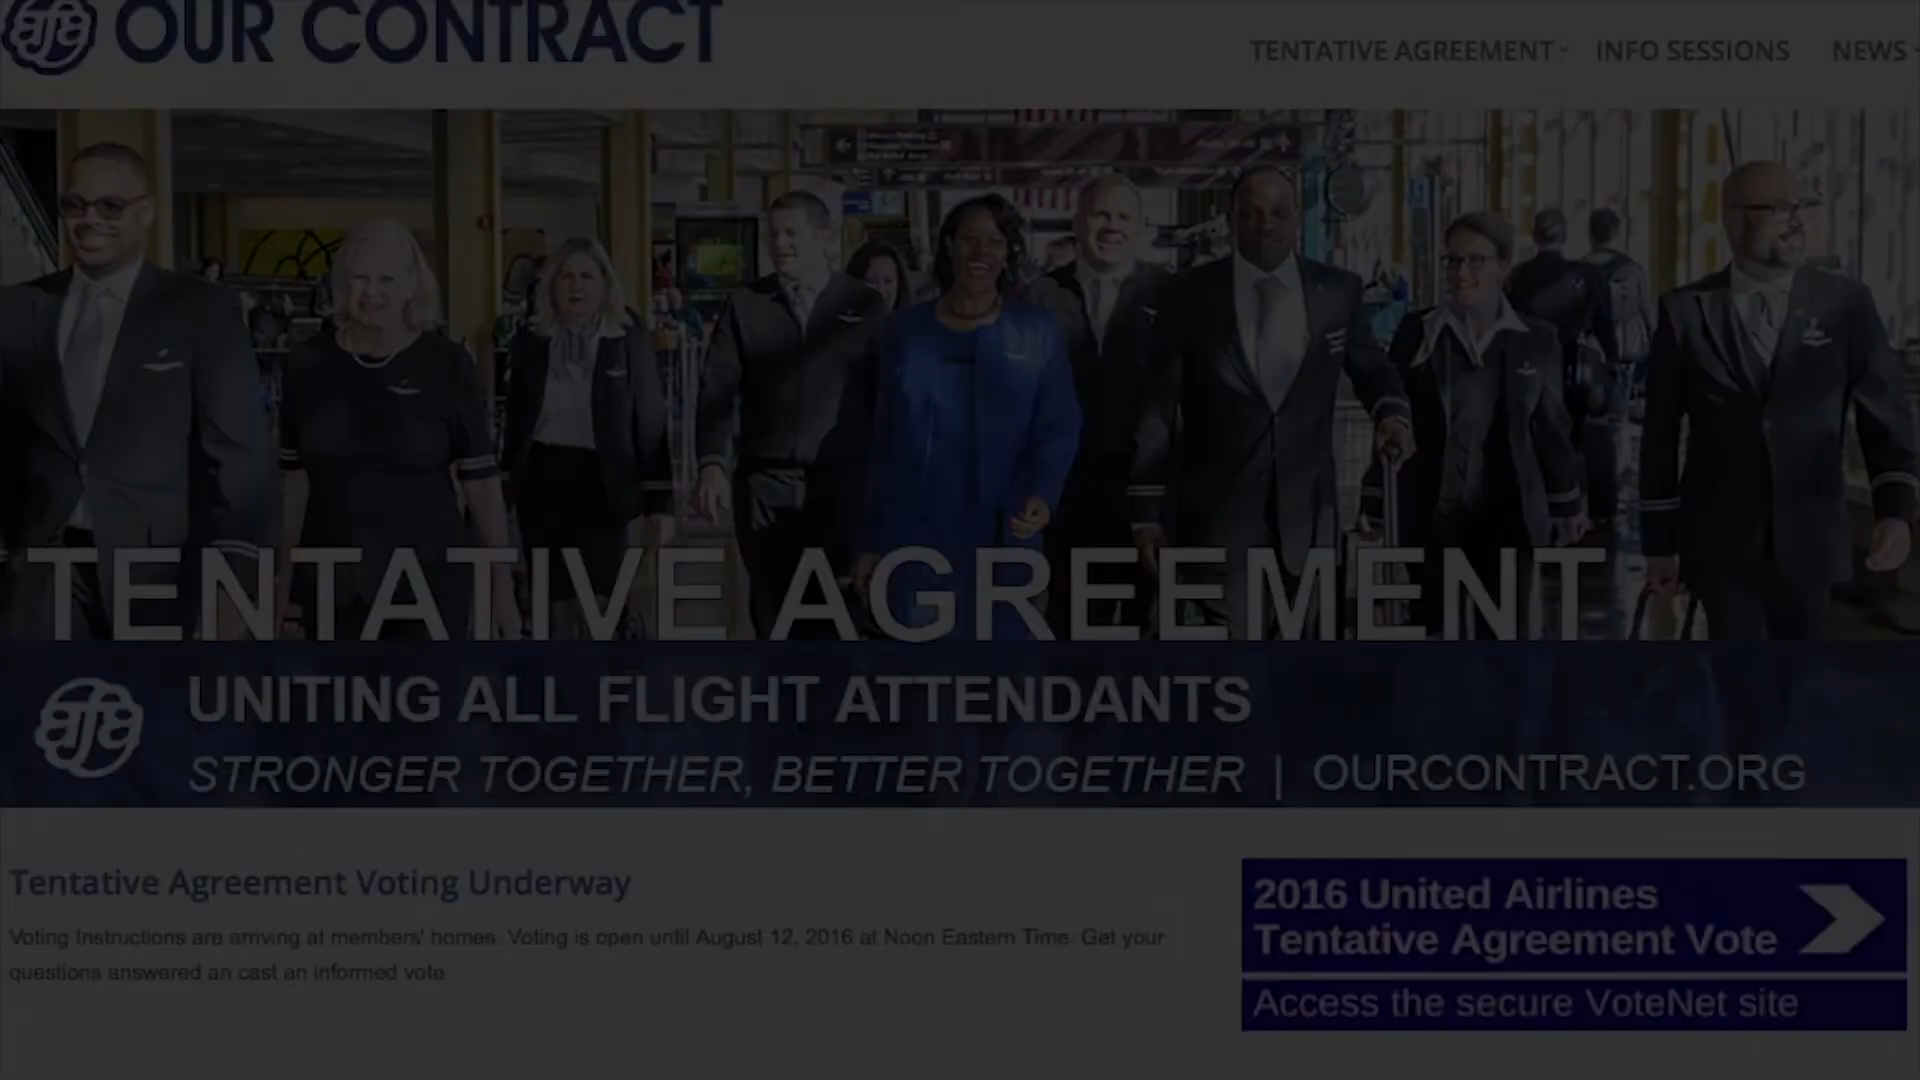 afa OUR CONTRACT
TENTATIVE AGREEMENT INFO SESSIONS NEWS
TENTATIVE AGREEMENT
afa
UNITING ALL FLIGHT ATTENDANTS
STRONGER TOGETHER, BETTER TOGETHER | OURCONTRACT.ORG
Tentative Agreement Voting Underway
Voting Instructions are arriving at members' homes. Voting is open until August 12, 2016 at Noon Eastern Time. Get your
questions answered an cast an informed vote
2016 United Airlines
Tentative Agreement Vote
Access the secure VoteNet site